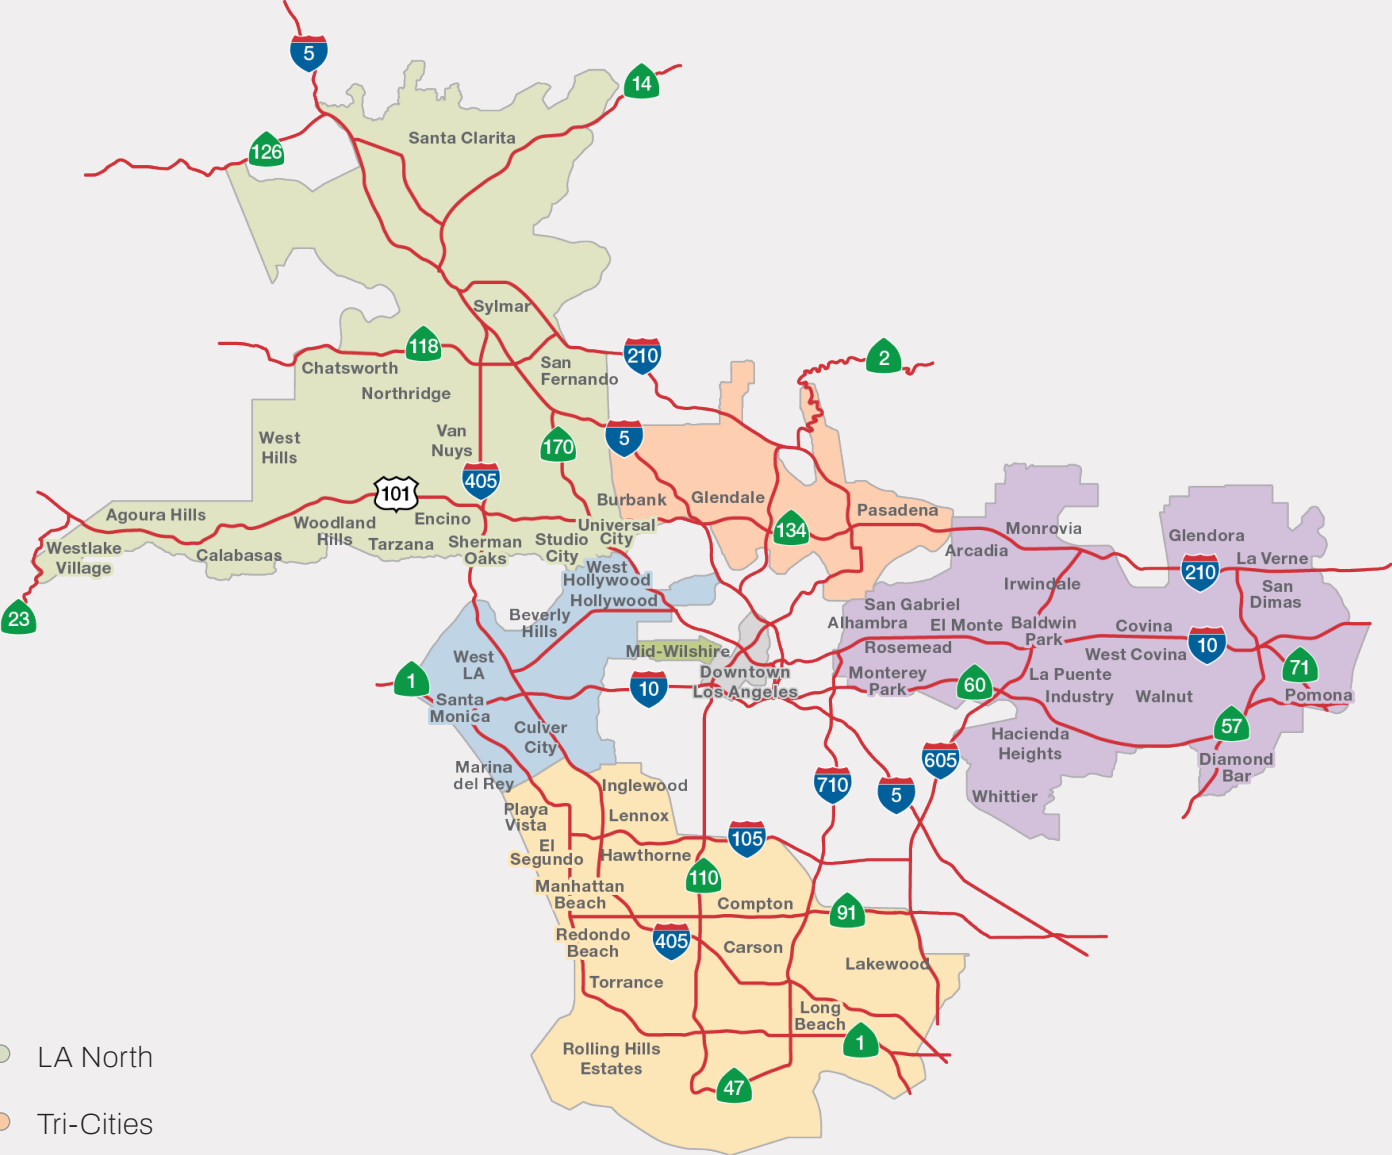 5
14
126
Santa Clarita
Sylmar
118
210
2
Chatsworth
San
Fernando
Northridge
West
Hills
Van
Nuys
170
5
405
101
Burbank
Glendale
Pasadena
134
Agoura Hills
Woodland
Hills
Encino
Tarzana
Sherman
Oaks
Studio
City
Universal
City
Westlake
Village
Calabasas
23
Monrovia
Arcadia
Glendora
La Verne
210
San
Dimas
Irwindale
West
Hollywood
Hollywood
Beverly
Hills
San Gabriel
Alhambra
El Monte
Baldwin
Park
Covina
Rosemead
West Covina
10
Mid-Wilshire
West
LA
1
Downtown
Los Angeles
10
Monterey
Park
60
La Puente
Industry
Walnut
71
Pomona
Santa
Monica
Culver
City
57
Hacienda
Heights
Diamond
Bar
605
Marina
del Rey
Inglewood
710
5
Whittier
Playa
Vista
Lennox
105
El
Segundo
Hawthorne
110
Manhattan
Beach
Compton
91
Redondo
Beach
405
Carson
Lakewood
Torrance
Long
Beach
1
Rolling Hills
Estates
47
LA North
Tri-Cities